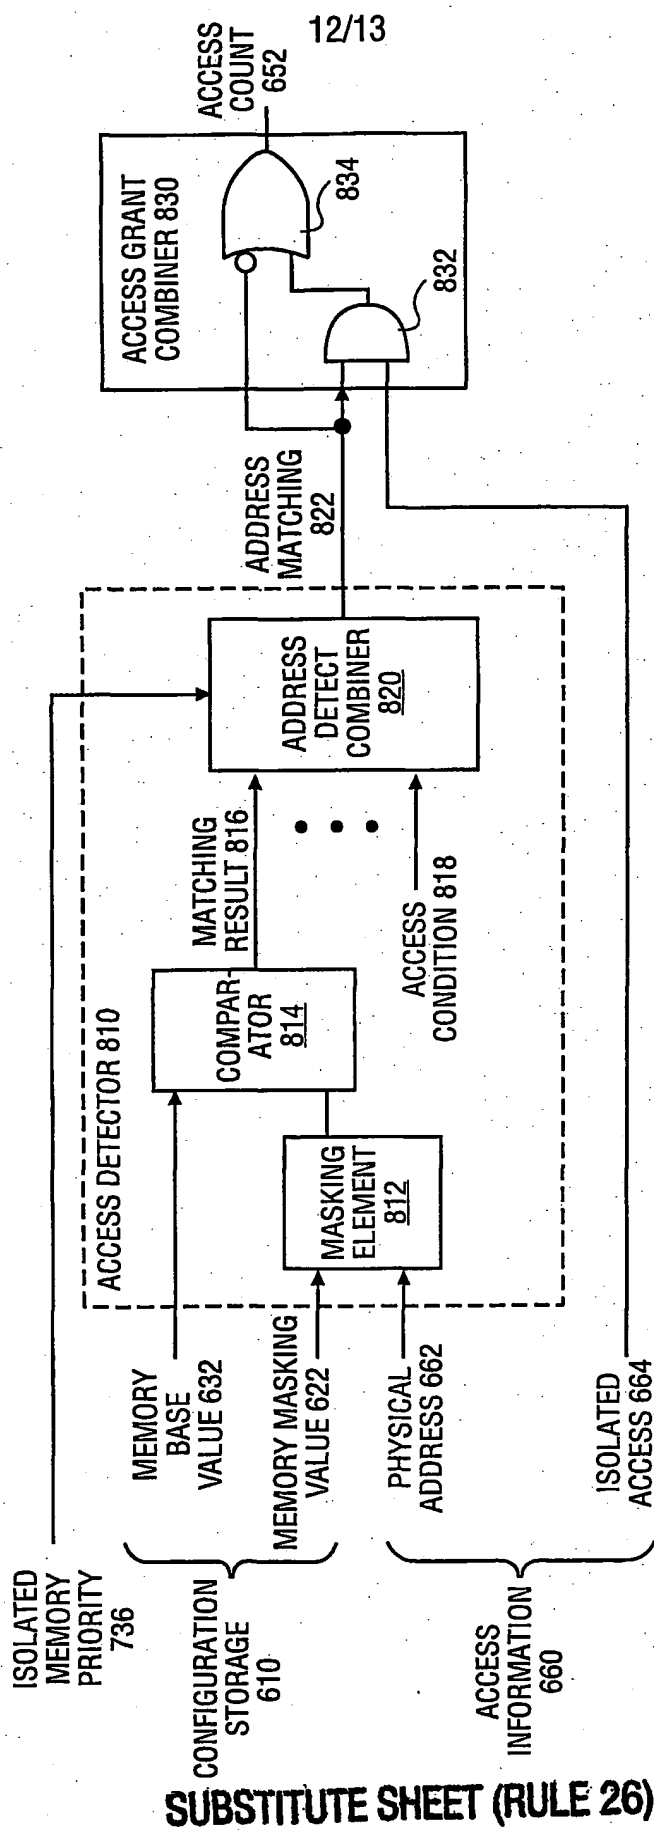 12/13
ISOLATED
MEMORY
PRIORITY
736
CONFIGURATION
STORAGE
610
ACCESS
INFORMATION
660
MEMORY
BASE
VALUE 632
MEMORY MASKING
VALUE 622
PHYSICAL
ADDRESS 662
ISOLATED
ACCESS 664
ACCESS DETECTOR 810
MASKING
ELEMENT
812
COMPAR-
ATOR
814
MATCHING
RESULT 816
ACCESS
CONDITION 818
ADDRESS
DETECT
COMBINER
820
ADDRESS
MATCHING
822
ACCESS GRANT
COMBINER 830
832
834
ACCESS
COUNT
652
SUBSTITUTE SHEET (RULE 26)